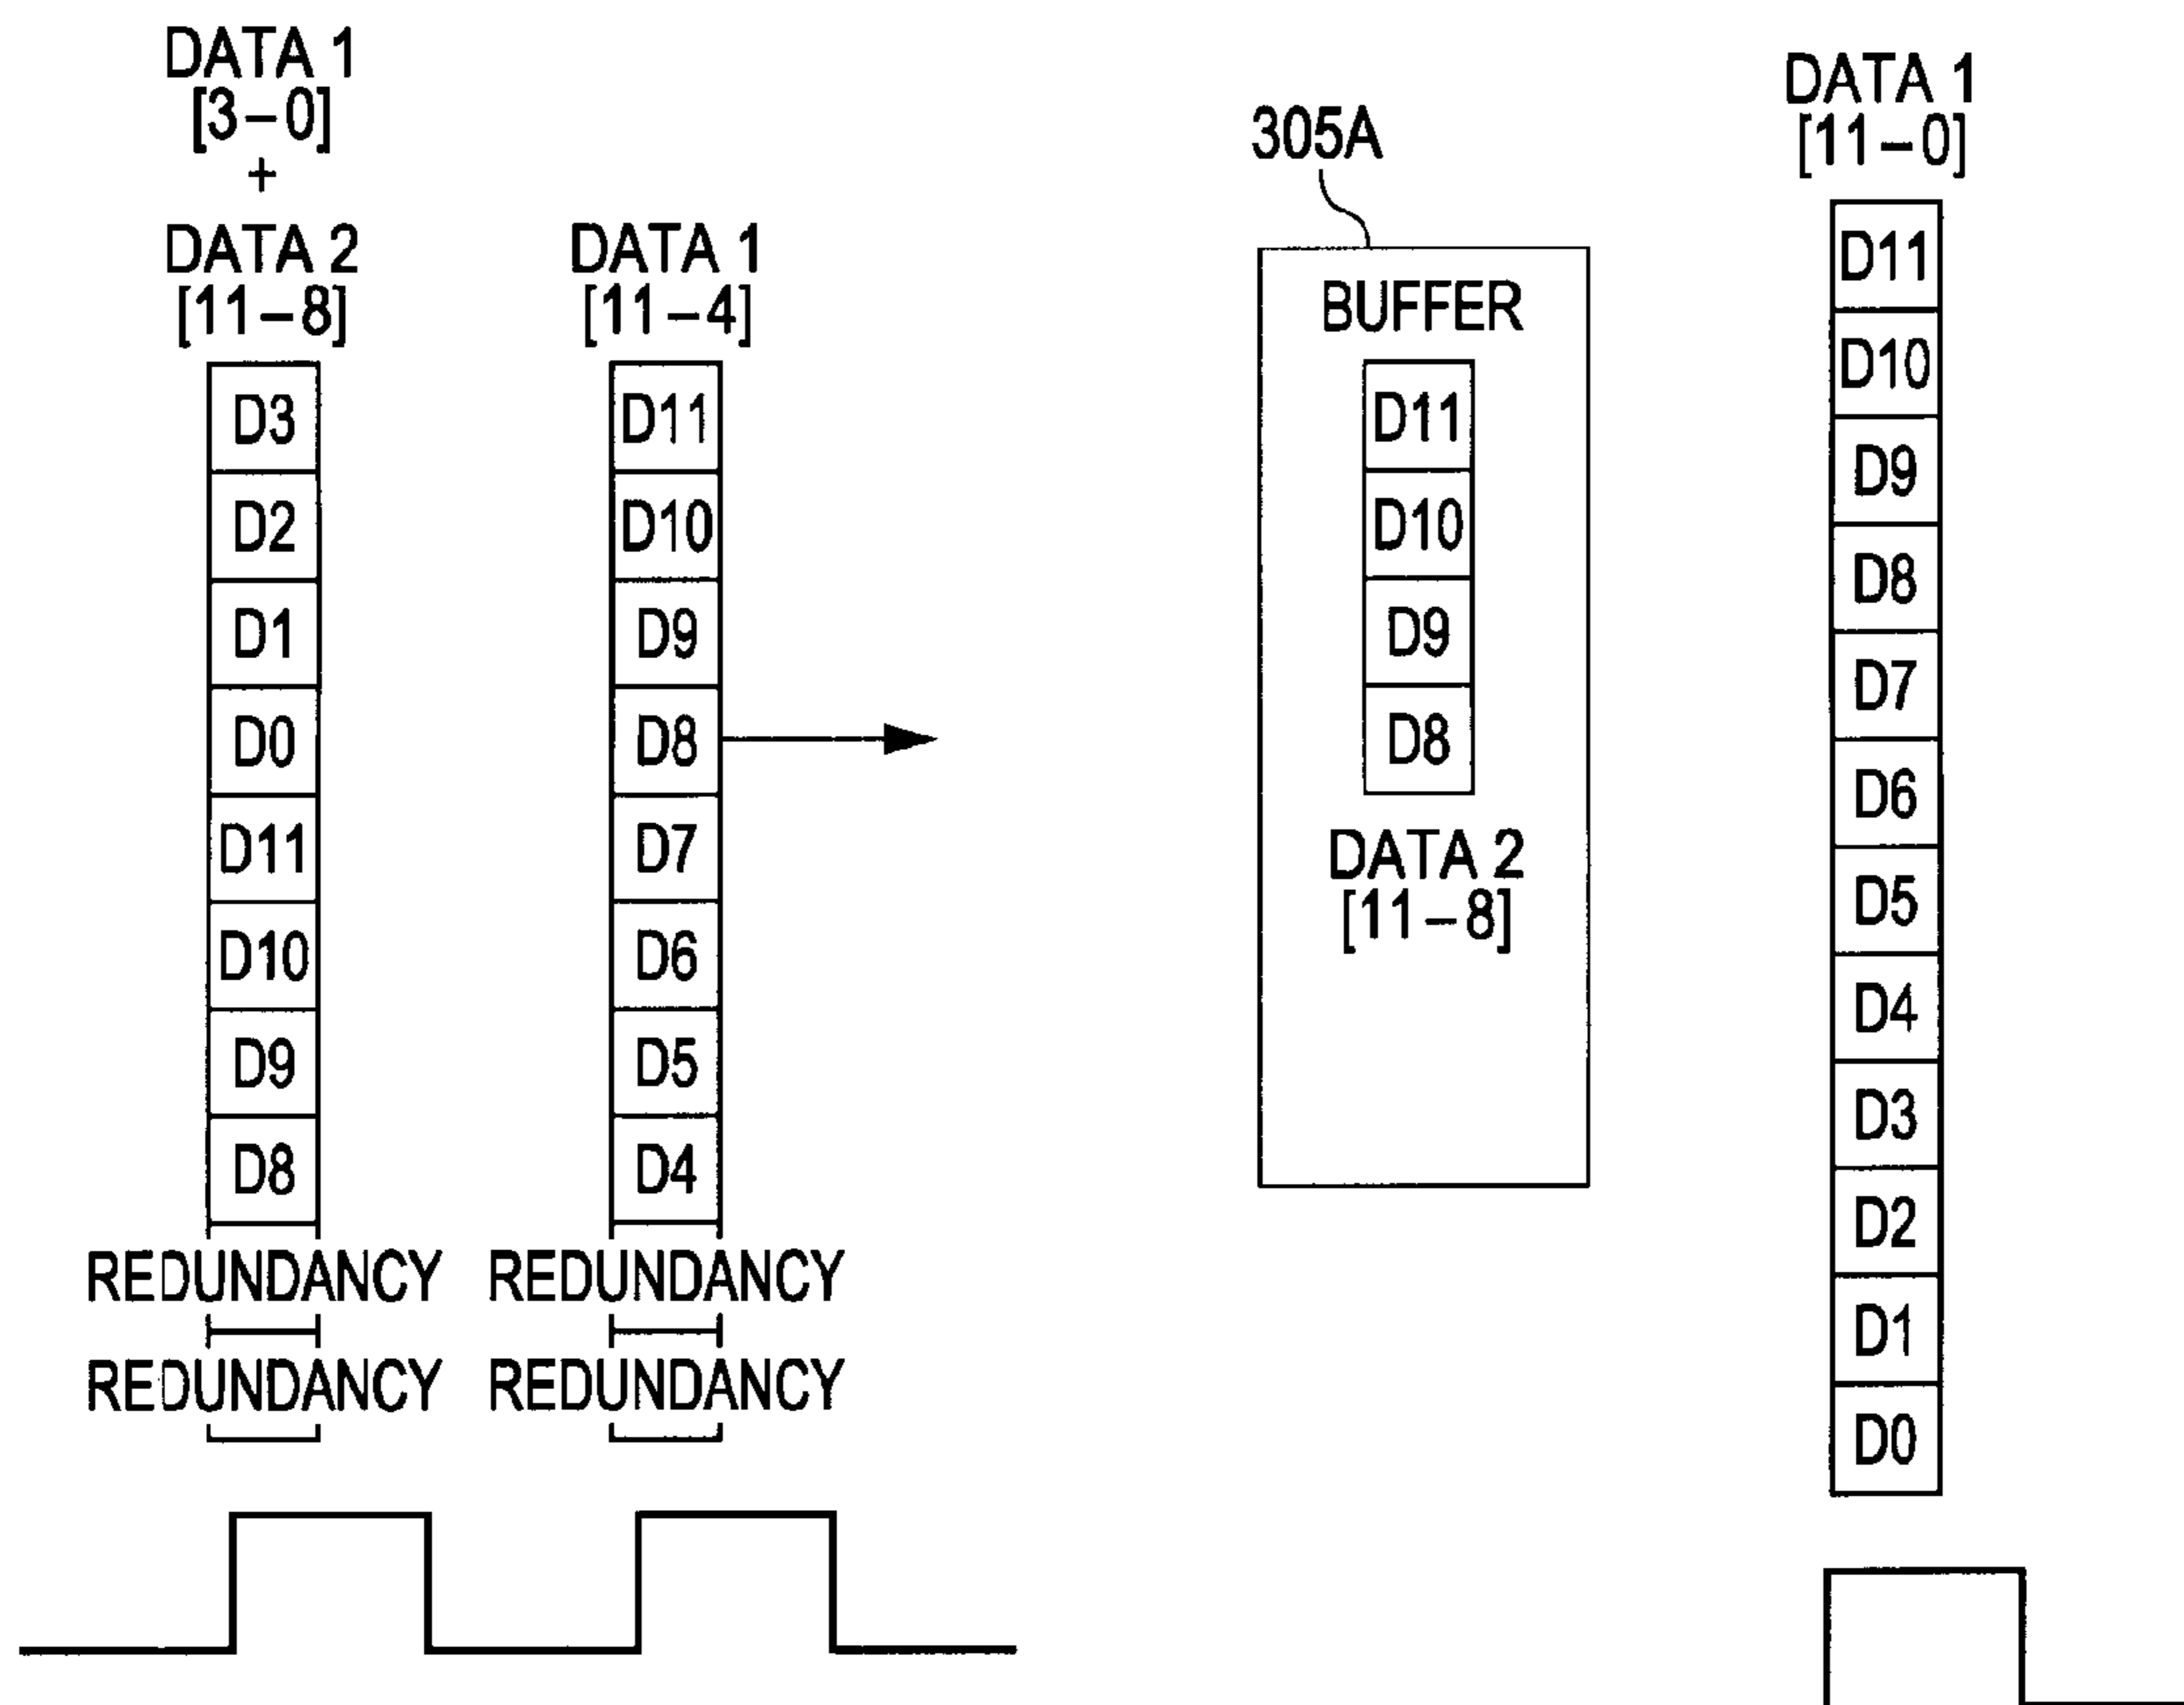 DATA 1
[3–0]
+
DATA 2
[11–8]
D3
D2
D1
D0
D11
D10
D9
D8
REDUNDANCY
REDUNDANCY
DATA 1
[11–4]
D11
D10
D9
D8
D7
D6
D5
D4
REDUNDANCY
REDUNDANCY
305A
BUFFER
D11
D10
D9
D8
DATA 2
[11–8]
DATA 1
[11–0]
D11
D10
D9
D8
D7
D6
D5
D4
D3
D2
D1
D0